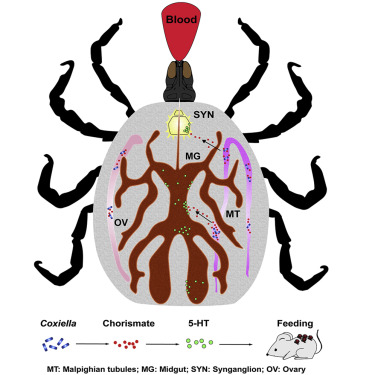 Blood
SYN
MG
OV
MT
Coxiella Chorismate 5-HT Feeding
MT: Malpighian tubules; MG: Midgut; SYN: Synganglion; OV: Ovary